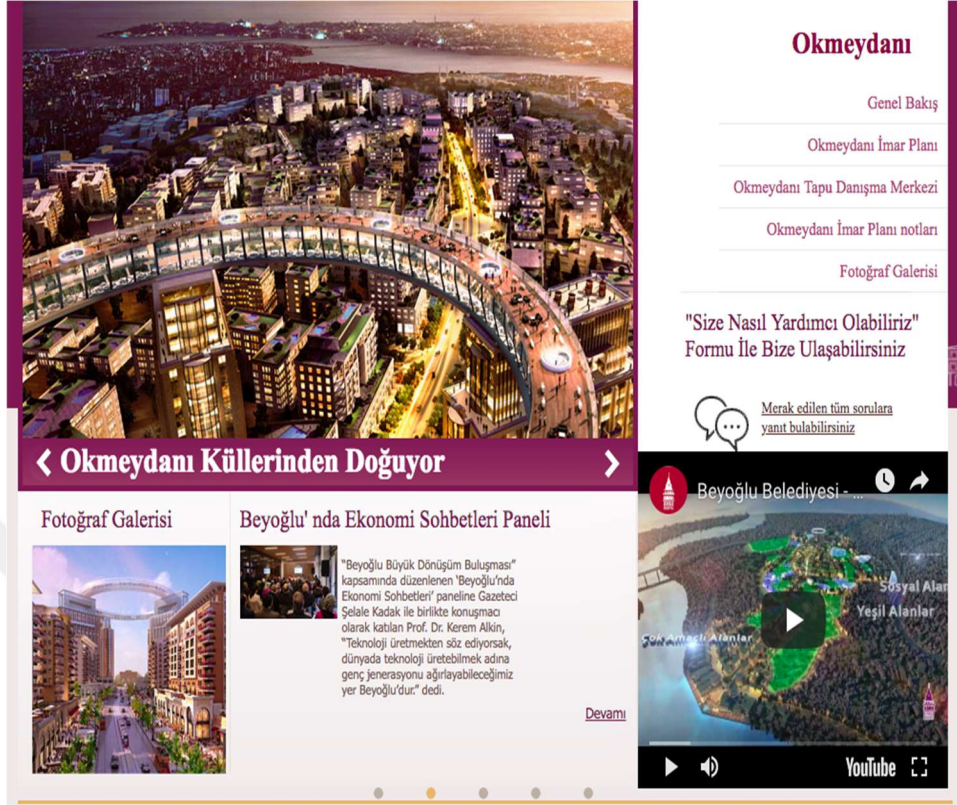 Okmeydanı
Genel Bakış
Okmeydanı İmar Planı
Okmeydanı Tapu Danışma Merkezi
Okmeydanı İmar Planı notları
Fotoğraf Galerisi
"Size Nasıl Yardımcı Olabiliriz"
Formu İle Bize Ulaşabilirsiniz
Merak edilen tüm sorulara
yanıt bulabilirsiniz
Okmeydanı Küllerinden Doğuyor
Fotoğraf Galerisi
Beyoğlu' nda Ekonomi Sohbetleri Paneli
"Beyoğlu Büyük Dönüşüm Buluşması"
kapsamında düzenlenen 'Beyoğlu'nda
Ekonomi Sohbetleri' paneline Gazeteci
Şelale Kadak ile birlikte konuşmacı
olarak katılan Prof. Dr. Kerem Alkin,
"Teknoloji üretmekten söz ediyorsak,
dünyada teknoloji üretebilmek adına
genç jenerasyonu ağırlayabileceğimiz
yer Beyoğlu'dur." dedi.
Devamı
Beyoğlu Belediyesi - ...
Sosyal Alan
Yeşil Alanlar
Çok Amaçlı Alanlar
YouTube